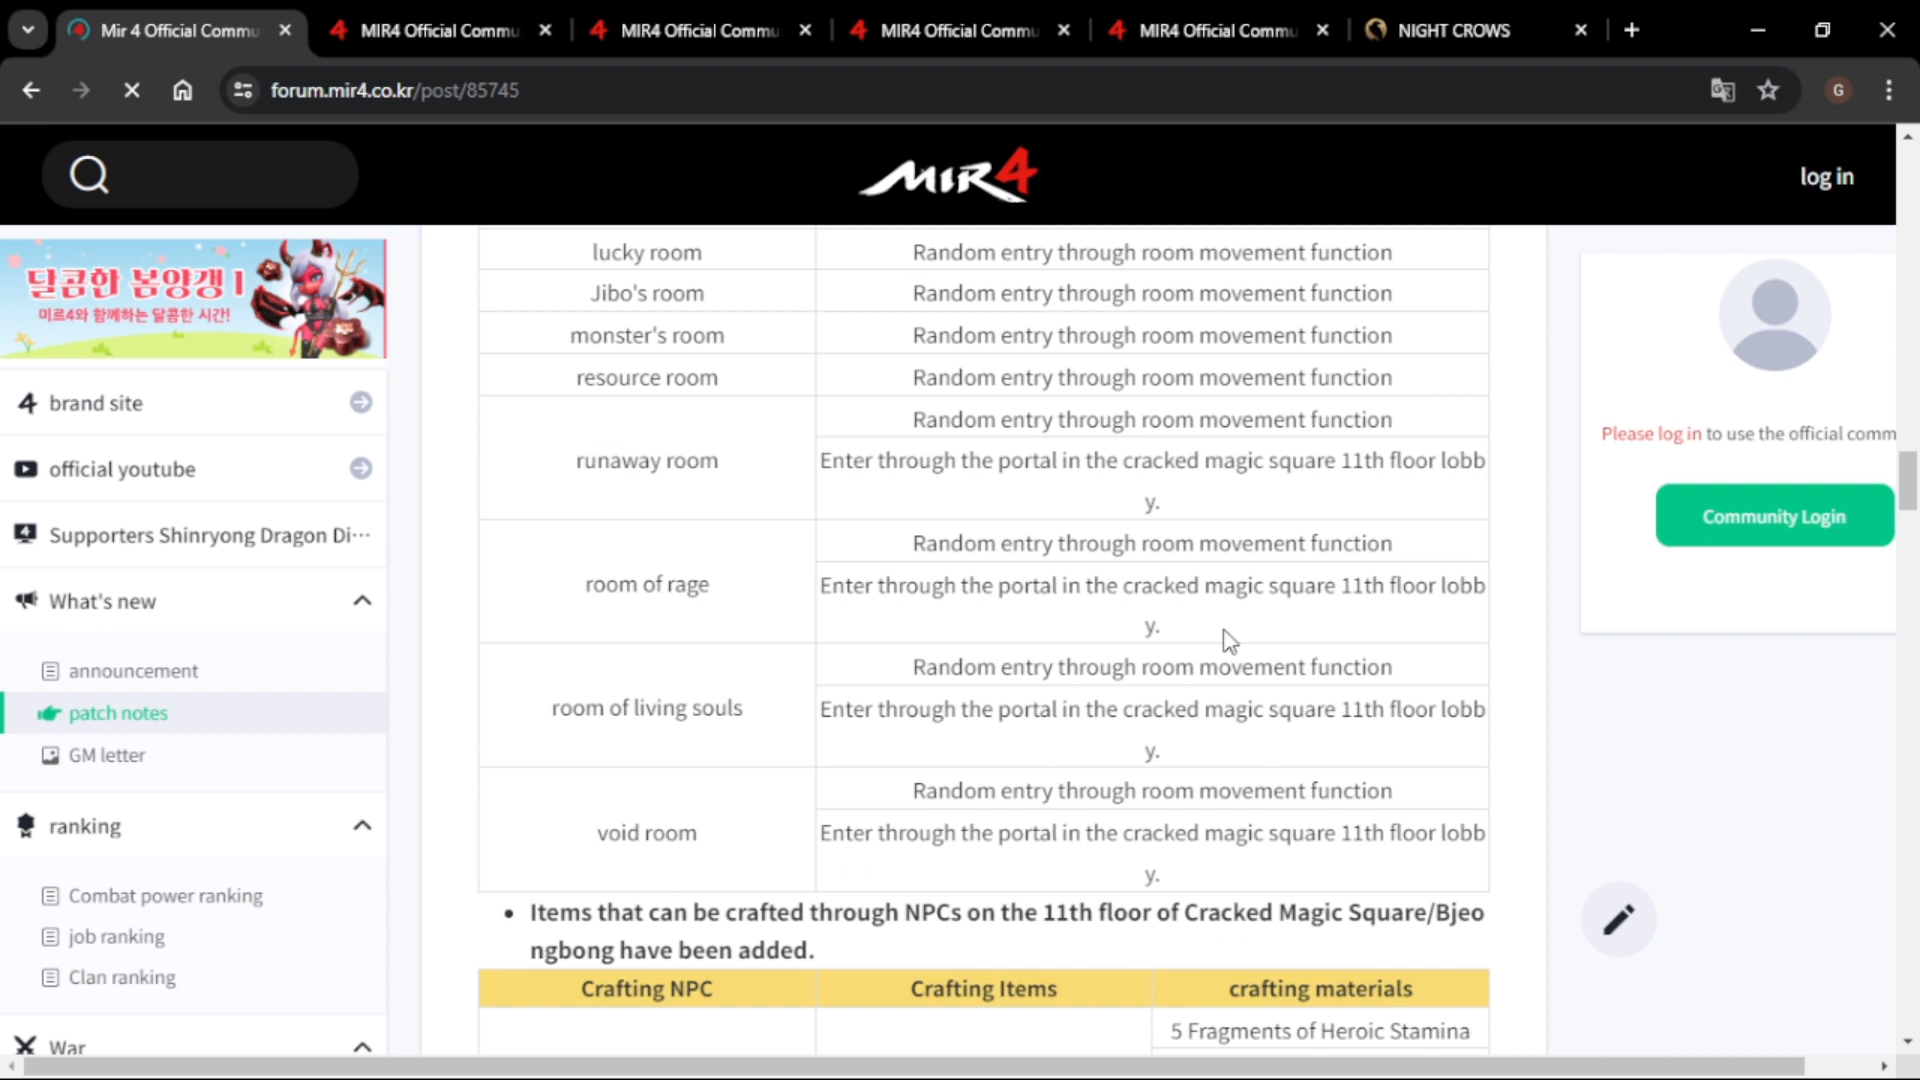 Mir 4 Official Commu
MIR4 Official Commu
MIR4 Official Commu
MIR4 Official Commu
MIR4 Official Commu
NIGHT CROWS
forum.mir4.co.kr/post/85745
G
MIR4
log in
달콤한 봄양갱!
미르4와 함께하는 달콤한 시간!
brand site
official youtube
Supporters Shinryong Dragon Di···
What's new
announcement
patch notes
GM letter
ranking
Combat power ranking
job ranking
Clan ranking
War
lucky room
Random entry through room movement function
Jibo's room
Random entry through room movement function
monster's room
Random entry through room movement function
resource room
Random entry through room movement function
runaway room
Random entry through room movement function
Enter through the portal in the cracked magic square 11th floor lobb
y.
room of rage
Random entry through room movement function
Enter through the portal in the cracked magic square 11th floor lobb
y.
room of living souls
Random entry through room movement function
Enter through the portal in the cracked magic square 11th floor lobb
y.
void room
Random entry through room movement function
Enter through the portal in the cracked magic square 11th floor lobb
y.
• Items that can be crafted through NPCs on the 11th floor of Cracked Magic Square/Bjeo
ngbong have been added.
Crafting NPC
Crafting Items
crafting materials
5 Fragments of Heroic Stamina
Please log in to use the official comm
Community Login